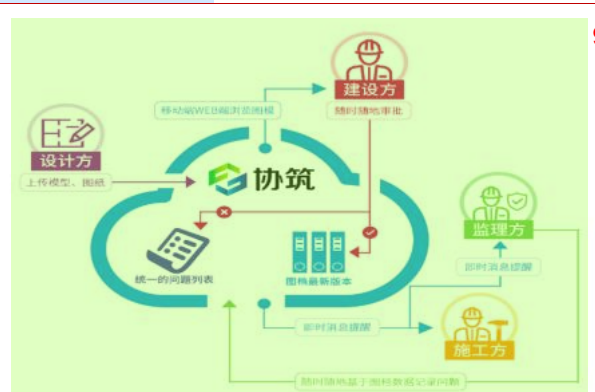 建设方
移动端WEB端浏览图模
随时随地审批
设计方
上传模型、图纸
协筑
监理方
统一的问题列表
图档最新版本
即时消息提醒
即时消息提醒
施工方
随时随地基于图档数据记录问题